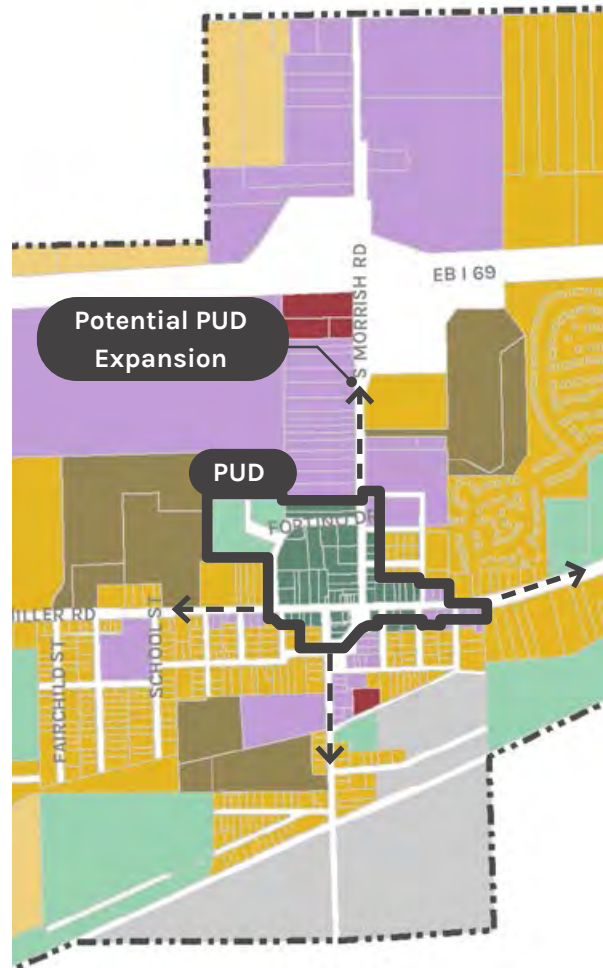 S MORRISH RD
EB I 69
Potential PUD
Expansion
PUD
FORTINO DR
ILLER RD
SCHOOL ST
FAIRCHILD ST